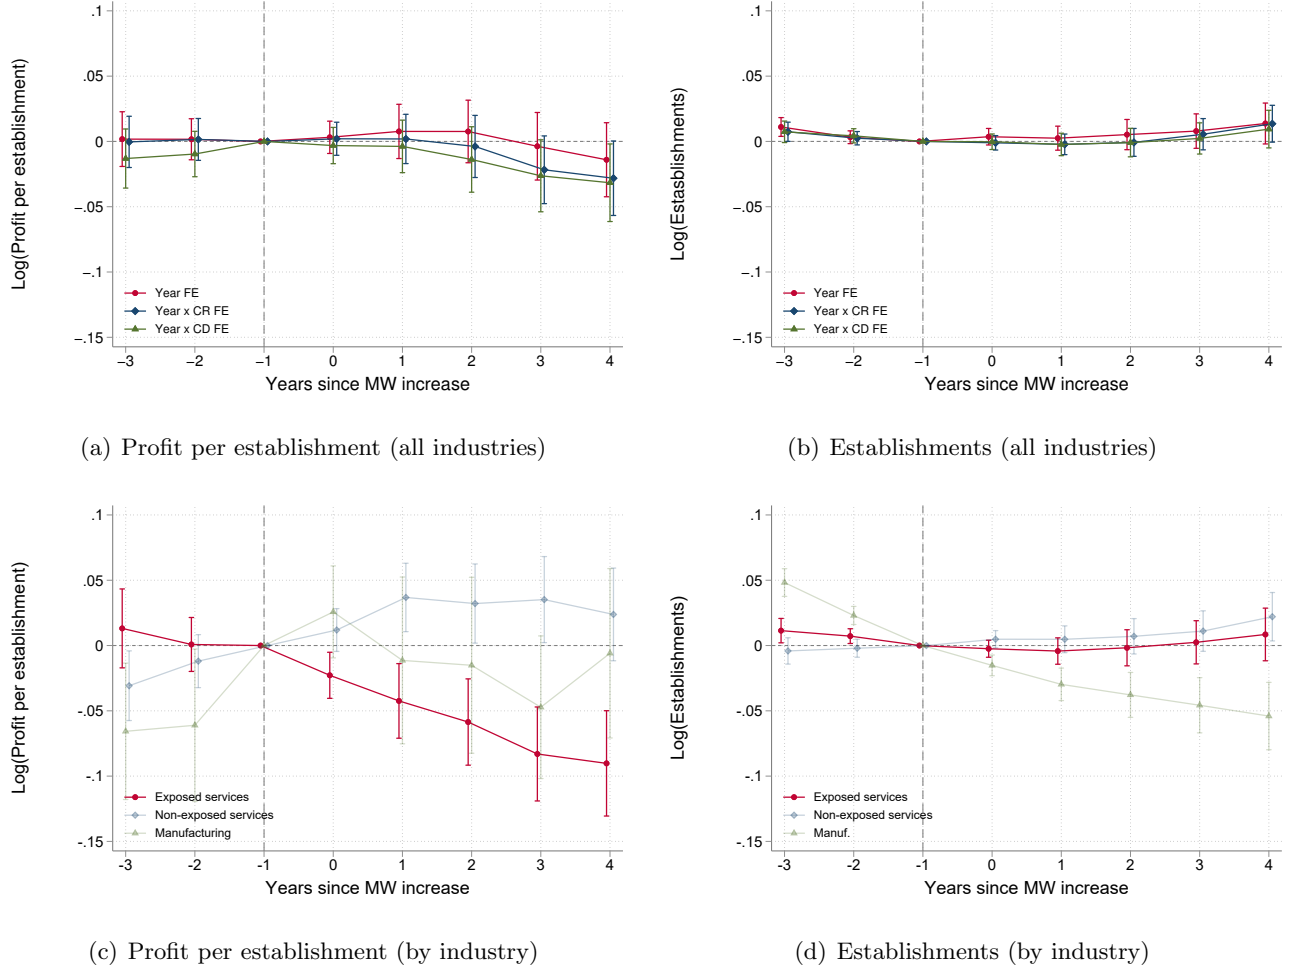 Log(Profit per establishment)
.1
.05
0
−.05
−.1
−.15
Year FE
Year x CR FE
Year x CD FE
−3 −2 −1 0 1 2 3 4
Years since MW increase
(a) Profit per establishment (all industries)
Log(Estasblishments)
.1
.05
0
−.05
−.1
−.15
Year FE
Year x CR FE
Year x CD FE
−3 −2 −1 0 1 2 3 4
Years since MW increase
(b) Establishments (all industries)
Log(Profit per establishment)
.1
.05
0
-.05
-.1
-.15
Exposed services
Non-exposed services
Manufacturing
-3 -2 -1 0 1 2 3 4
Years since MW increase
(c) Profit per establishment (by industry)
Log(Establishments)
.1
.05
0
-.05
-.1
-.15
Exposed services
Non-exposed services
Manuf.
-3 -2 -1 0 1 2 3 4
Years since MW increase
(d) Establishments (by industry)